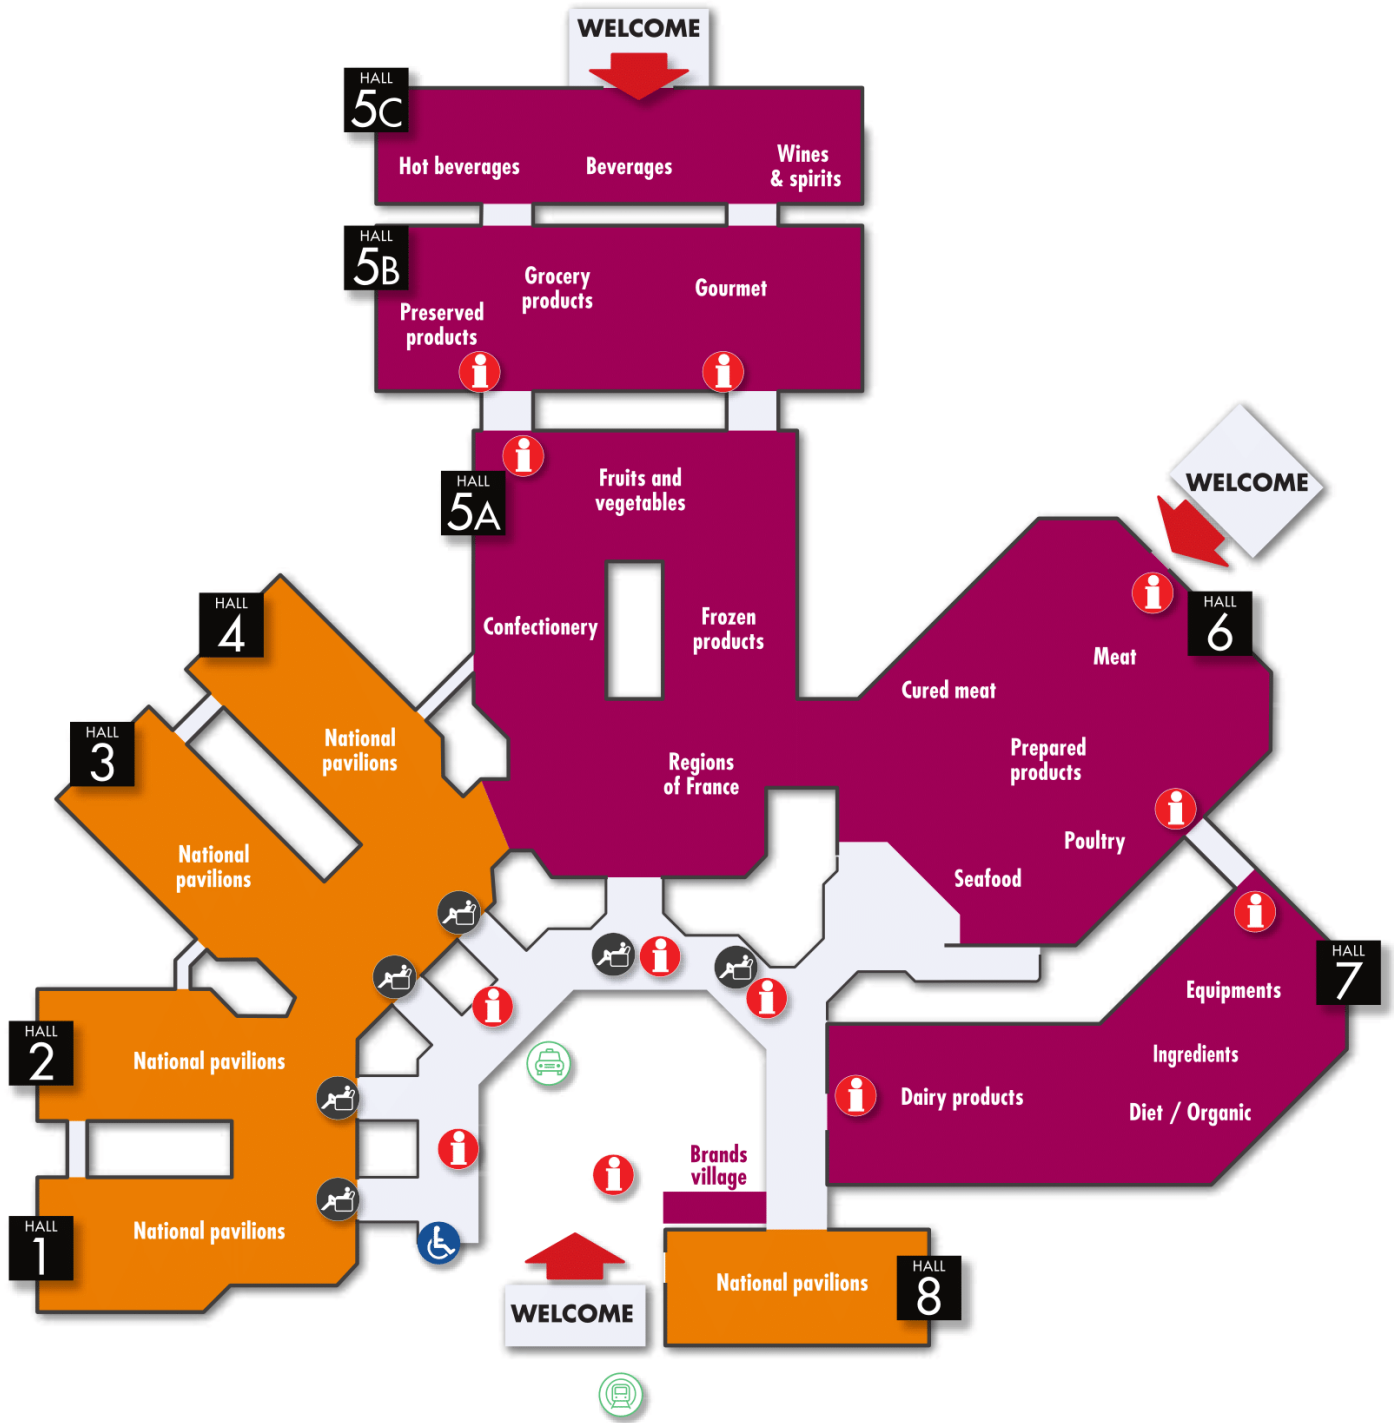 WELCOME
HALL
5C
Hot beverages
Beverages
Wines
& spirits
HALL
5B
Grocery
products
Gourmet
Preserved
products
HALL
5A
Fruits and
vegetables
WELCOME
HALL
4
HALL
6
Confectionery
Frozen
products
Meat
Cured meat
HALL
3
National
pavilions
Prepared
products
Regions
of France
National
pavilions
Poultry
Seafood
HALL
7
Equipments
HALL
2
National pavilions
Ingredients
Dairy products
Diet / Organic
Brands
village
HALL
1
National pavilions
National pavilions
HALL
8
WELCOME